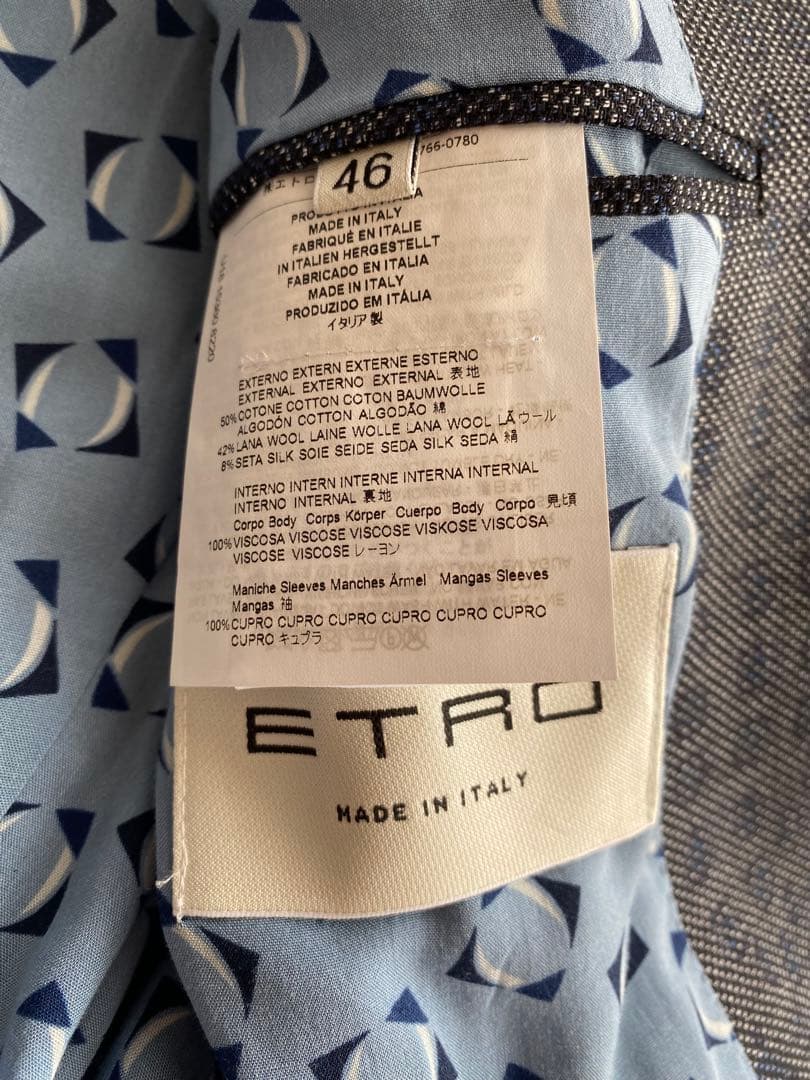 766-0780
㈱エトロ
46
MADE IN ITALY
FABRIQUÉ EN ITALIE
IN ITALIEN HERGESTELLT
FABRICADO EN ITALIA
MADE IN ITALY
PRODUZIDO EM ITÁLIA
イタリア製
EXTERNO EXTERN EXTERNE ESTERNO
EXTERNAL EXTERNO EXTERNAL 表地
50% COTONE COTTON COTON BAUMWOLLE
ALGODÓN COTTON ALGODÃO 綿
42% LANA WOOL LAINE WOLLE LANA WOOL LÃ ウール
8% SETA SILK SOIE SEIDE SEDA SILK SEDA 絹
INTERNO INTERN INTERNE INTERNA INTERNAL
INTERNO INTERNAL 裏地
Corpo Body Corps Körper Cuerpo Body Corpo 見頃
100% VISCOSA VISCOSE VISCOSE VISKOSE VISCOSA
VISCOSE VISCOSE レーヨン
Maniche Sleeves Manches Ärmel Mangas Sleeves
Mangas 袖
100% CUPRO CUPRO CUPRO CUPRO CUPRO CUPRO
CUPRO キュプラ
ETRO
MADE IN ITALY